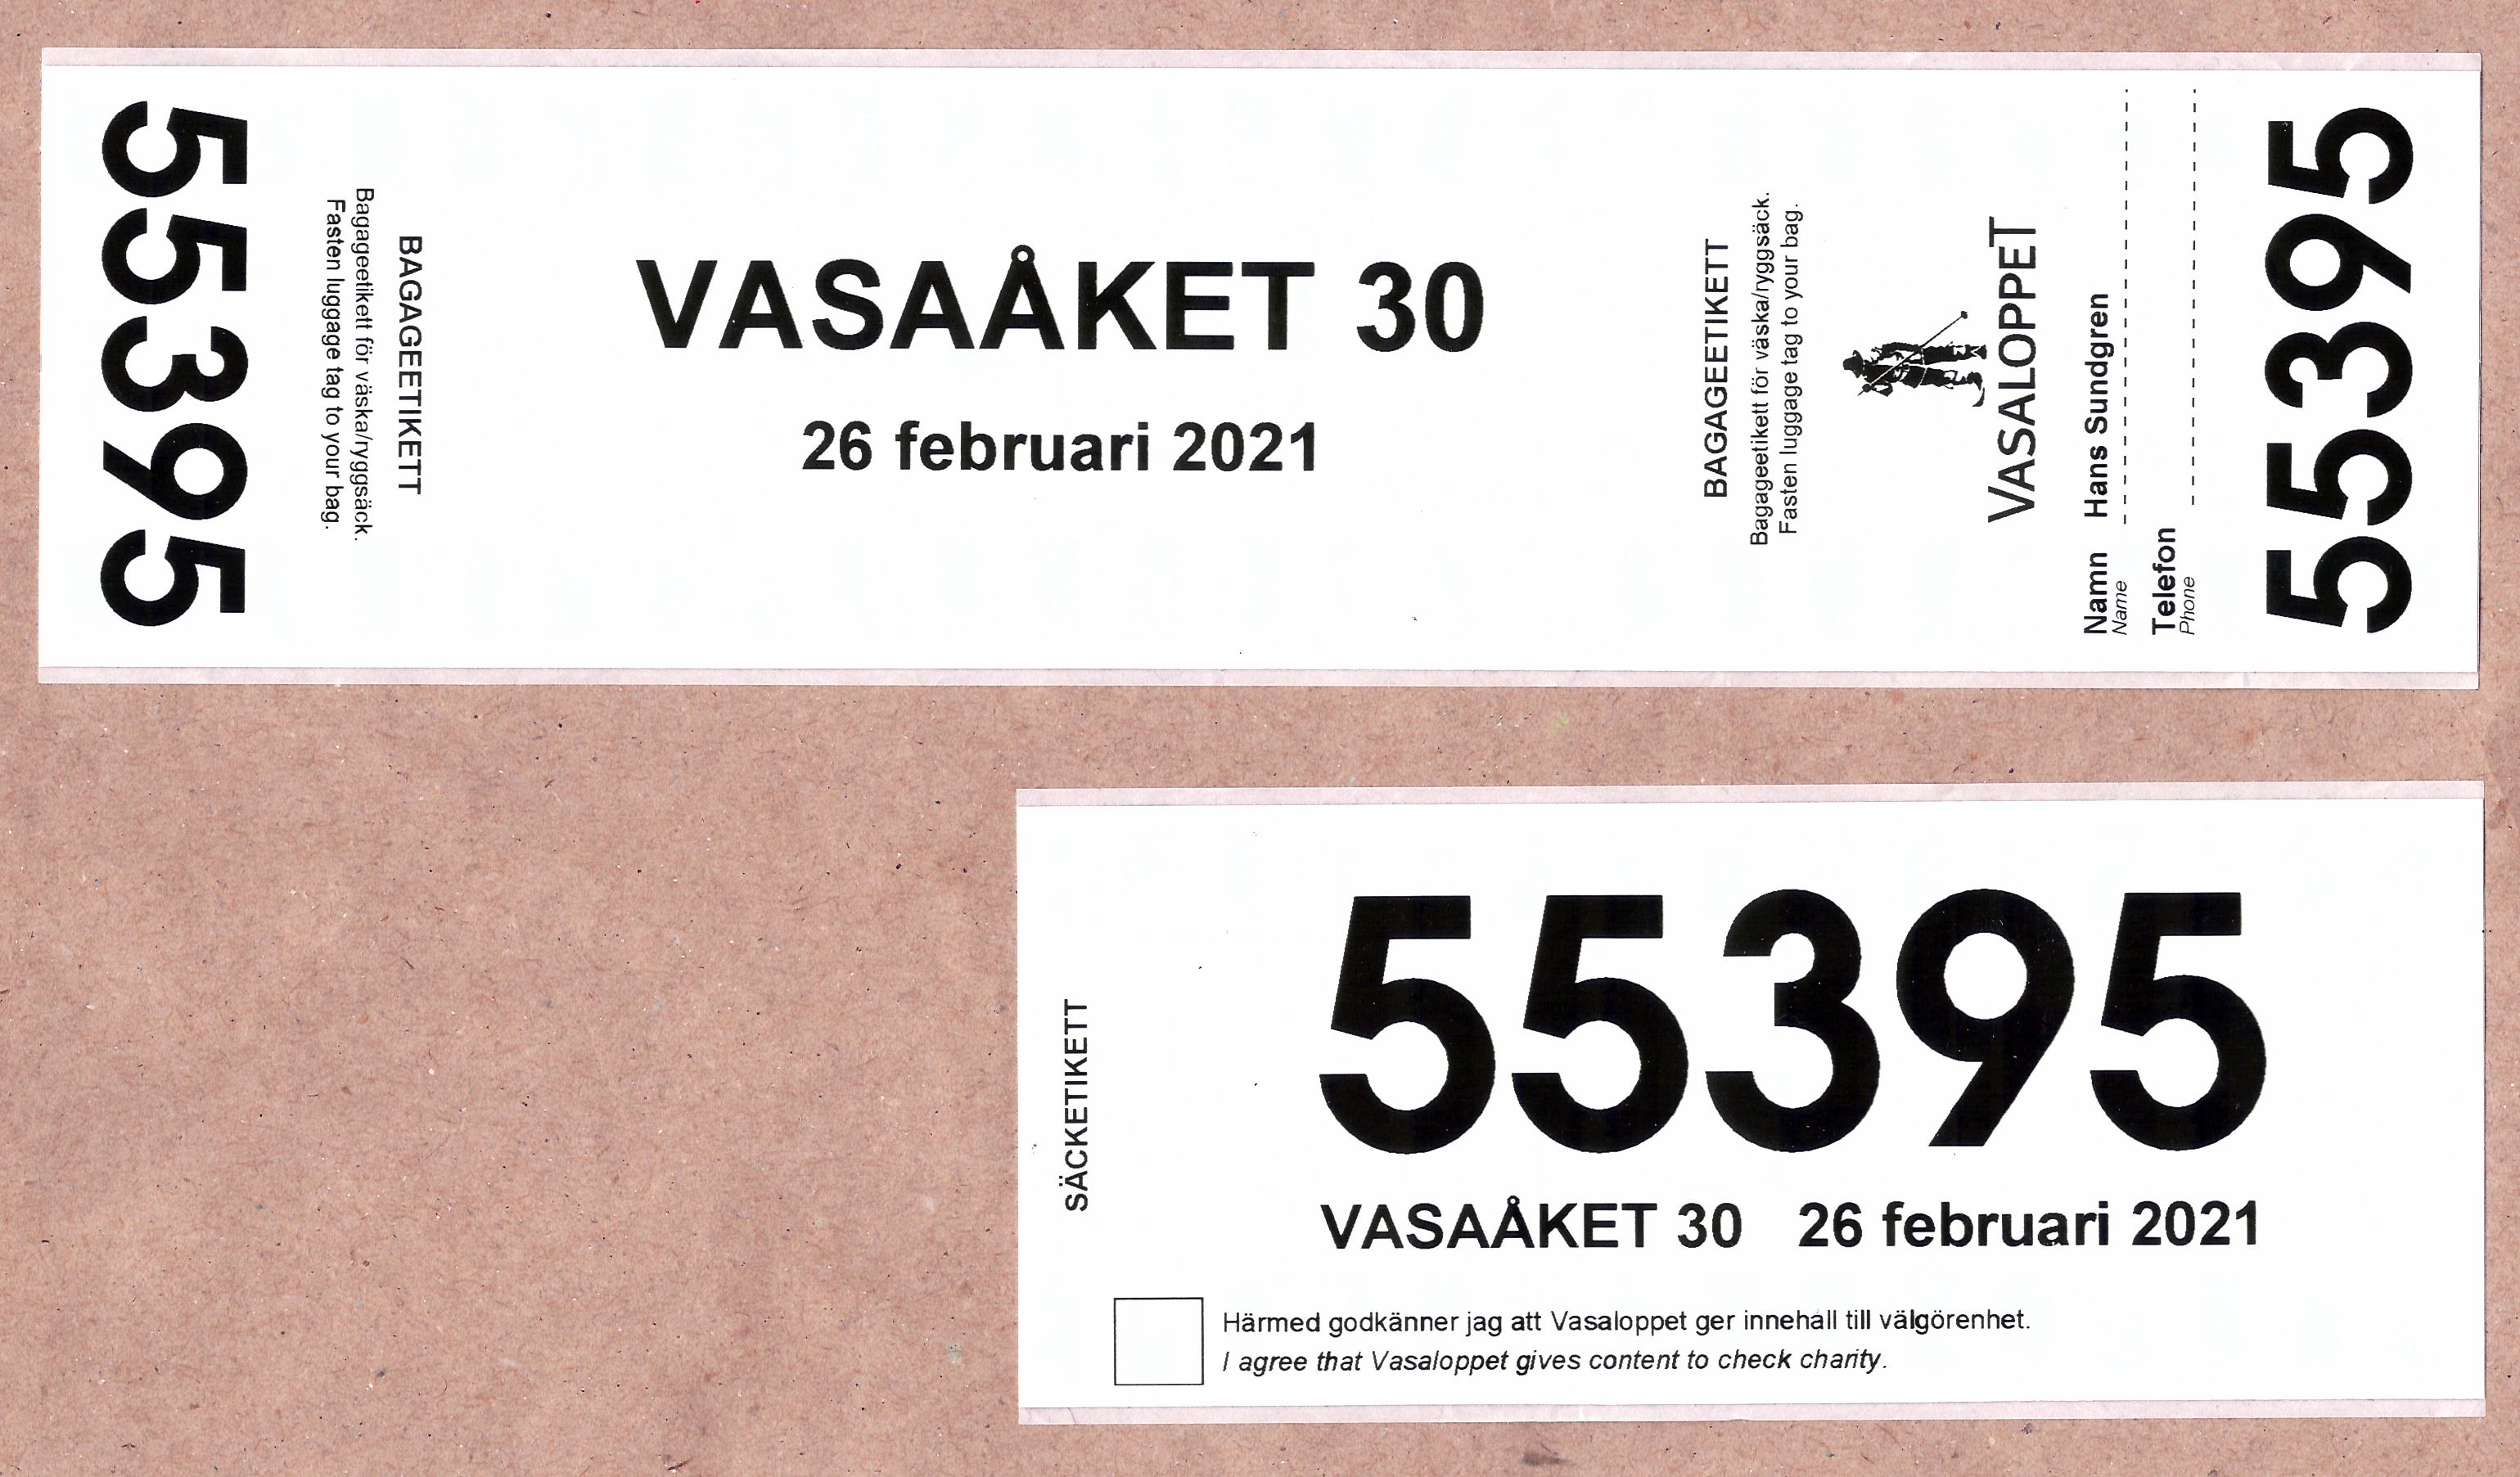 55395
BAGAGEETIKETT
Bagageetikett för väska/ryggsäck.
Fasten luggage tag to your bag.
VASAÅKET 30
26 februari 2021
BAGAGEETIKETT
Bagageetikett för väska/ryggsäck.
Fasten luggage tag to your bag.
VASALOPPET
Namn Hans Sundgren
Name
Telefon
Phone
55395
SÄCKETIKETT
55395
VASAÅKET 30 26 februari 2021
Härmed godkänner jag att Vasaloppet ger innehåll till välgörenhet.
I agree that Vasaloppet gives content to check charity.